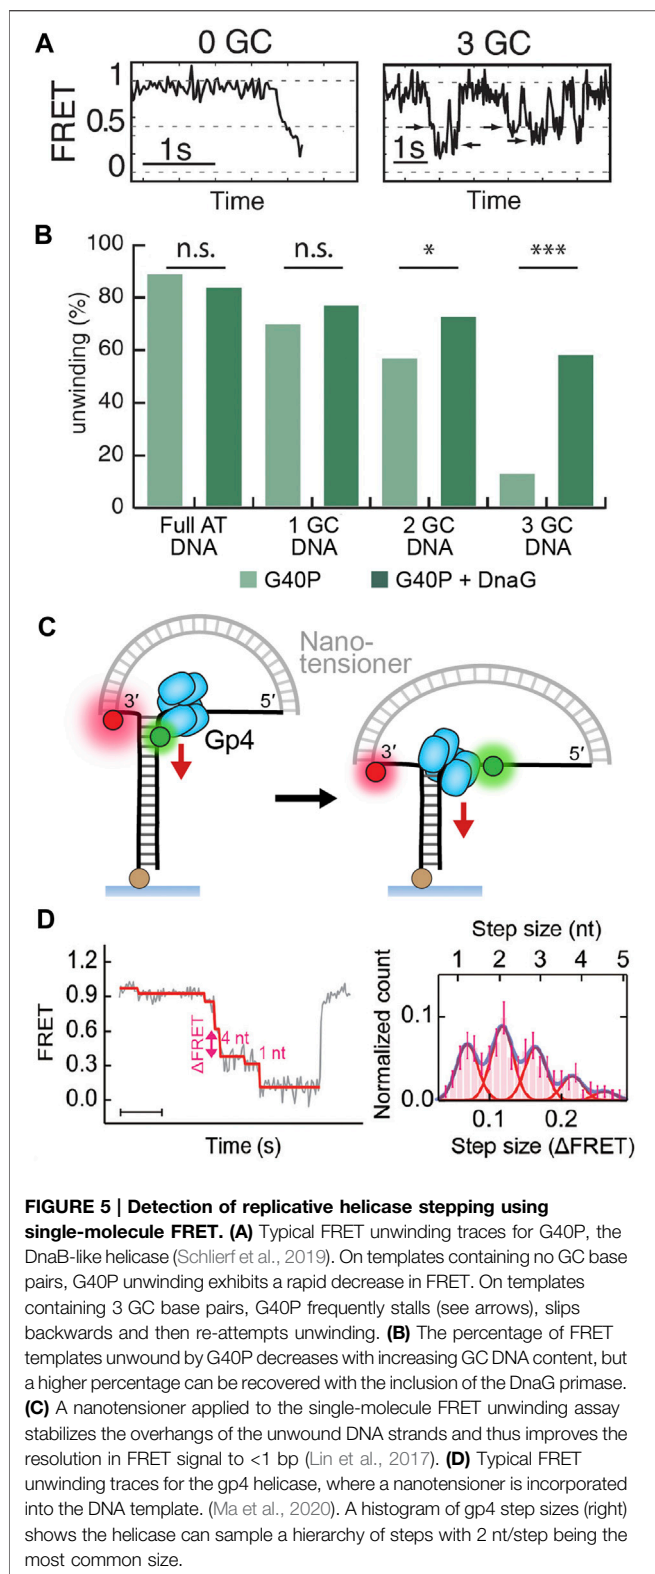 A
0 GC
3 GC
FRET
1
0.5
0
1s
1s
Time
Time
B
unwinding (%)
100
80
60
40
20
0
n.s.
n.s.
*
***
Full AT
DNA
1 GC
DNA
2 GC
DNA
3 GC
DNA
G40P
G40P + DnaG
C
Nano-
tensioner
3′
5′
Gp4
3′
5′
D
FRET
1.2
0.9
0.6
0.3
0.0
ΔFRET
4 nt
1 nt
Time (s)
Step size (nt)
1 2 3 4 5
Normalized count
0.1
0.0
0.1 0.2
Step size (ΔFRET)
FIGURE 5 | Detection of replicative helicase stepping using
single-molecule FRET. (A) Typical FRET unwinding traces for G40P, the
DnaB-like helicase (Schlierf et al., 2019). On templates containing no GC base
pairs, G40P unwinding exhibits a rapid decrease in FRET. On templates
containing 3 GC base pairs, G40P frequently stalls (see arrows), slips
backwards and then re-attempts unwinding. (B) The percentage of FRET
templates unwound by G40P decreases with increasing GC DNA content, but
a higher percentage can be recovered with the inclusion of the DnaG primase.
(C) A nanotensioner applied to the single-molecule FRET unwinding assay
stabilizes the overhangs of the unwound DNA strands and thus improves the
resolution in FRET signal to <1 bp (Lin et al., 2017). (D) Typical FRET
unwinding traces for the gp4 helicase, where a nanotensioner is incorporated
into the DNA template. (Ma et al., 2020). A histogram of gp4 step sizes (right)
shows the helicase can sample a hierarchy of steps with 2 nt/step being the
most common size.